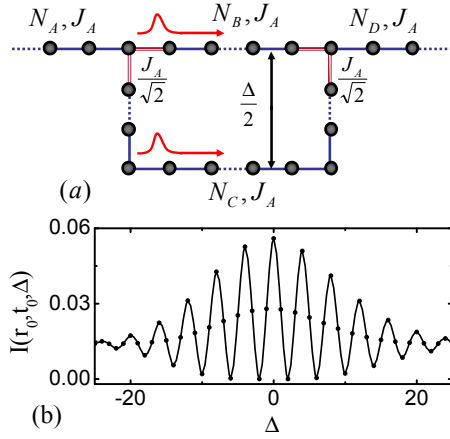 N_A, J_A
N_B, J_A
N_D, J_A
J_A/√2
Δ/2
J_A/√2
N_C, J_A
(a)
0.06
0.03
0.00
I(r_0,t_0,Δ)
-20
0
20
(b)
Δ